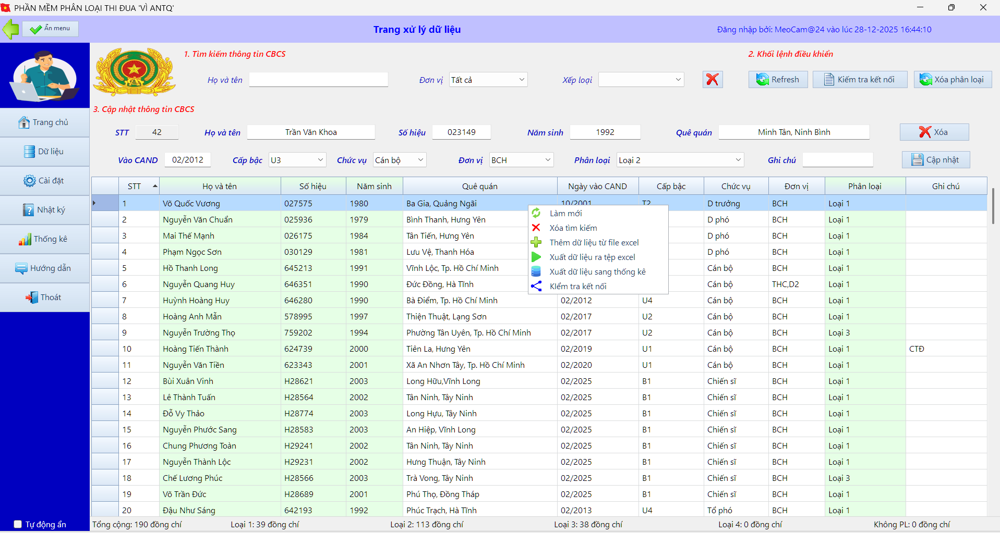 PHẦN MỀM PHÂN LOẠI THI ĐUA 'VÌ ANTQ'
Ẩn menu
Trang xử lý dữ liệu
Đăng nhập bởi: MeoCam@24 vào lúc 28-12-2025 16:44:10
1. Tìm kiếm thông tin CBCS
2. Khối lệnh điều khiển
Họ và tên
Đơn vị Tất cả
Xếp loại
Refresh
Kiểm tra kết nối
Xóa phân loại
3. Cập nhật thông tin CBCS
STT 42 Họ và tên Trần Văn Khoa Số hiệu 023149 Năm sinh 1992 Quê quán Minh Tân, Ninh Bình Xóa
Vào CAND 02/2012 Cấp bậc U3 Chức vụ Cán bộ Đơn vị BCH Phân loại Loại 2 Ghi chú Cập nhật
Trang chủ
Dữ liệu
Cài đặt
Nhật ký
Thống kê
Hướng dẫn
Thoát
Tự động ẩn
STT Họ và tên Số hiệu Năm sinh Quê quán Ngày vào CAND Cấp bậc Chức vụ Đơn vị Phân loại Ghi chú
1 Võ Quốc Vương 027575 1980 Ba Gia, Quảng Ngãi 10/2001 T2 D trưởng BCH Loại 1
2 Nguyễn Văn Chuẩn 025936 1979 Bình Thanh, Hưng Yên D phó BCH Loại 1
3 Mai Thế Mạnh 026175 1984 Tân Tiến, Hưng Yên D phó BCH Loại 1
4 Phạm Ngọc Sơn 030129 1981 Lưu Vệ, Thanh Hóa D phó BCH Loại 1
5 Hồ Thanh Long 645213 1991 Vĩnh Lộc, Tp. Hồ Chí Minh Cán bộ BCH Loại 1
6 Nguyễn Quang Huy 646351 1990 Đức Đồng, Hà Tĩnh Cán bộ THC,D2 Loại 1
7 Huỳnh Hoàng Huy 646280 1990 Bà Điểm, Tp. Hồ Chí Minh 02/2012 U4 Cán bộ BCH Loại 1
8 Hoàng Anh Mẫn 578995 1997 Thiện Thuật, Lạng Sơn 02/2017 U2 Cán bộ BCH Loại 1
9 Nguyễn Trường Thọ 759202 1994 Phường Tân Uyên, Tp. Hồ Chí Minh 02/2017 U2 Cán bộ BCH Loại 3
10 Hoàng Tiến Thành 624739 2000 Tiên La, Hưng Yên 02/2019 U1 Cán bộ BCH Loại 1 CTĐ
11 Nguyễn Văn Tiền 623343 2001 Xã An Nhơn Tây, Tp. Hồ Chí Minh 02/2020 U1 Cán bộ BCH Loại 1
12 Bùi Xuân Vinh H28621 2003 Long Hữu,Vĩnh Long 02/2025 B1 Chiến sĩ BCH Loại 1
13 Lê Thành Tuấn H28564 2002 Tân Ninh, Tây Ninh 02/2025 B1 Chiến sĩ BCH Loại 1
14 Đỗ Vy Thảo H28774 2003 Long Hựu, Tây Ninh 02/2025 B1 Chiến sĩ BCH Loại 1
15 Nguyễn Phước Sang H28583 2003 An Hiệp, Vĩnh Long 02/2025 B1 Chiến sĩ BCH Loại 1
16 Chung Phương Toàn H29241 2002 Tân Ninh, Tây Ninh 02/2025 B1 Chiến sĩ BCH Loại 1
17 Nguyễn Thành Lộc H29231 2002 Hưng Thuận, Tây Ninh 02/2025 B1 Chiến sĩ BCH Loại 1
18 Chế Lương Phúc H28566 2003 Trà Vong, Tây Ninh 02/2025 B1 Chiến sĩ BCH Loại 3
19 Võ Trần Đức H28689 2001 Phú Thọ, Đồng Tháp 02/2025 B1 Chiến sĩ BCH Loại 1
20 Đậu Như Sáng 642193 1992 Phúc Trạch, Hà Tĩnh 02/2013 U4 Tổ phó BCH Loại 1
Làm mới
Xóa tìm kiếm
Thêm dữ liệu từ file excel
Xuất dữ liệu ra tệp excel
Xuất dữ liệu sang thống kê
KIểm tra kết nối
Tổng cộng: 190 đồng chí Loại 1: 39 đồng chí Loại 2: 113 đồng chí Loại 3: 38 đồng chí Loại 4: 0 đồng chí Không PL: 0 đồng chí